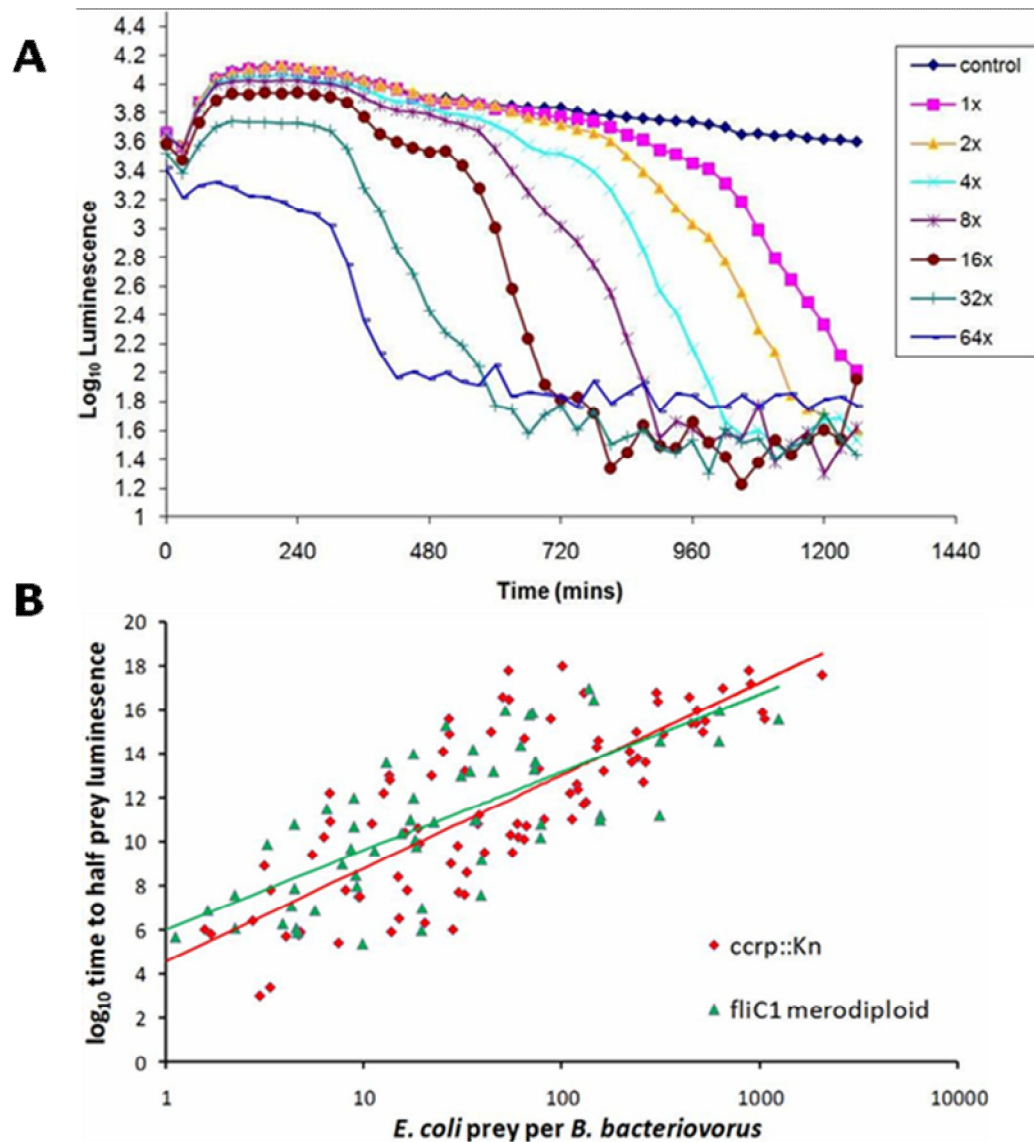 A
4.4
4.2
4
3.8
3.6
3.4
3.2
3
2.8
2.6
2.4
2.2
2
1.8
1.6
1.4
1.2
1
Log10 Luminescence
0 240 480 720 960 1200 1440
Time (mins)
control
1x
2x
4x
8x
16x
32x
64x
B
20
18
16
14
12
10
8
6
4
2
0
log10 time to half prey luminesence
ccrp::Kn
fliC1 merodiploid
1 10 100 1000 10000
E. coli prey per B. bacteriovorus